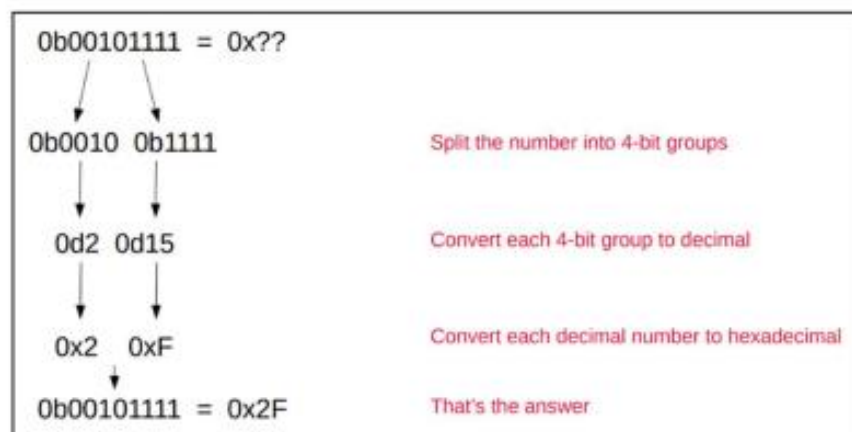 0b00101111 = 0x??
0b0010 0b1111 Split the number into 4-bit groups
0d2 0d15 Convert each 4-bit group to decimal
0x2 0xF Convert each decimal number to hexadecimal
0b00101111 = 0x2F That's the answer